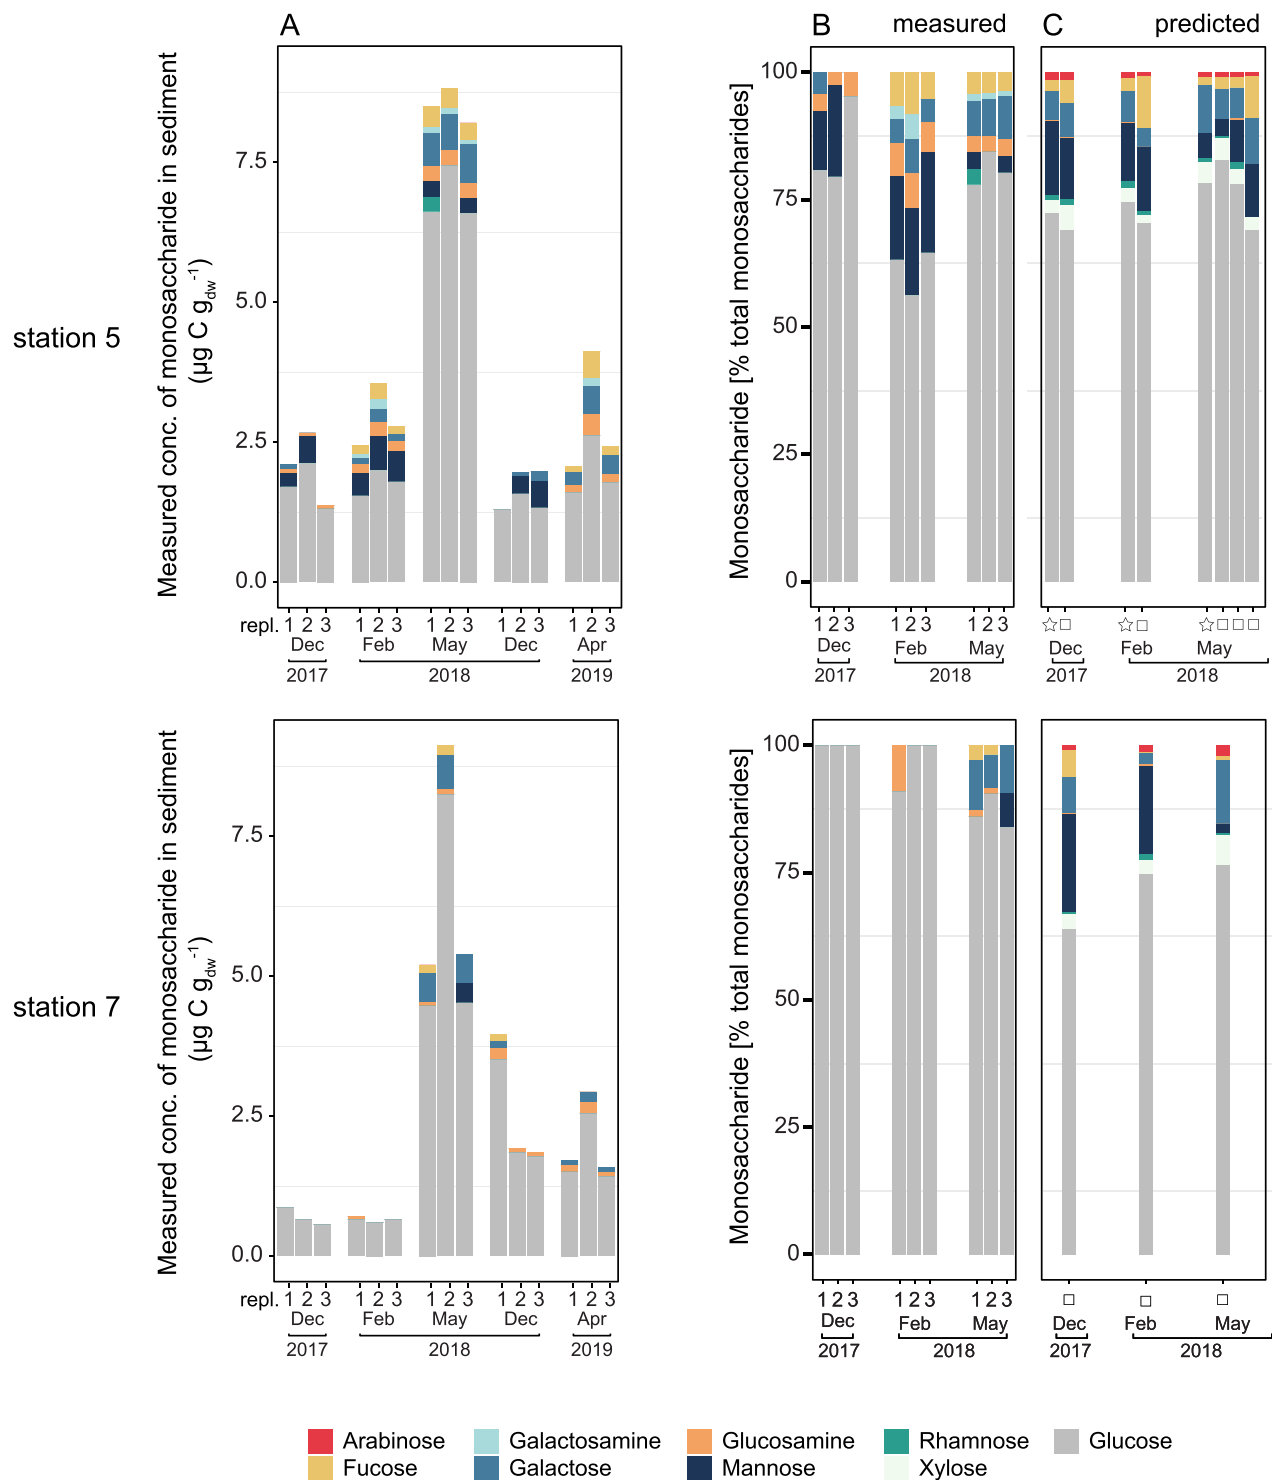 A
B measured
C predicted
station 5
Measured conc. of monosaccharide in sediment
(µg C g dw -1)
7.5
5.0
2.5
0.0
repl. 1 2 3 1 2 3 1 2 3 1 2 3 1 2 3
Dec Feb May Dec Apr
2017 2018 2019
Monosaccharide [% total monosaccharides]
100
75
50
25
0
1 2 3 1 2 3 1 2 3
Dec Feb May
2017 2018
Dec Feb May
2017 2018
station 7
Measured conc. of monosaccharide in sediment
(µg C g dw -1)
7.5
5.0
2.5
0.0
repl. 1 2 3 1 2 3 1 2 3 1 2 3 1 2 3
Dec Feb May Dec Apr
2017 2018 2019
Monosaccharide [% total monosaccharides]
100
75
50
25
0
1 2 3 1 2 3 1 2 3
Dec Feb May
2017 2018
Dec Feb May
2017 2018
Arabinose Galactosamine Glucosamine Rhamnose Glucose
Fucose Galactose Mannose Xylose